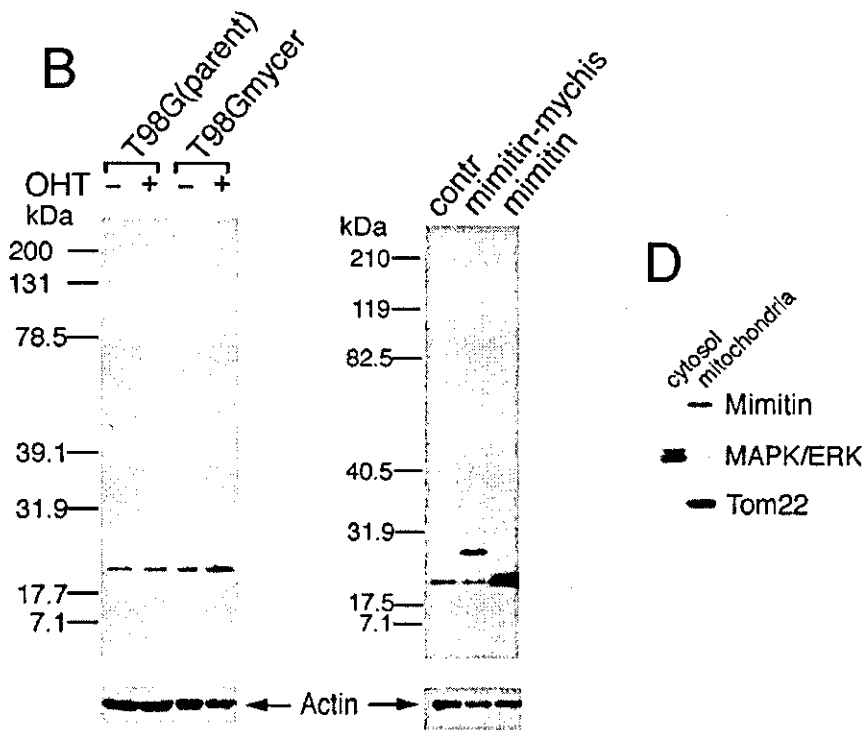 B
T98G(parent)
T98Gmycer
OHT − + − +
kDa
200
131
78.5
39.1
31.9
17.7
7.1
contr
mimitin-mychis
mimitin
kDa
210
119
82.5
40.5
31.9
17.5
7.1
Actin
D
cytosol
mitochondria
Mimitin
MAPK/ERK
Tom22